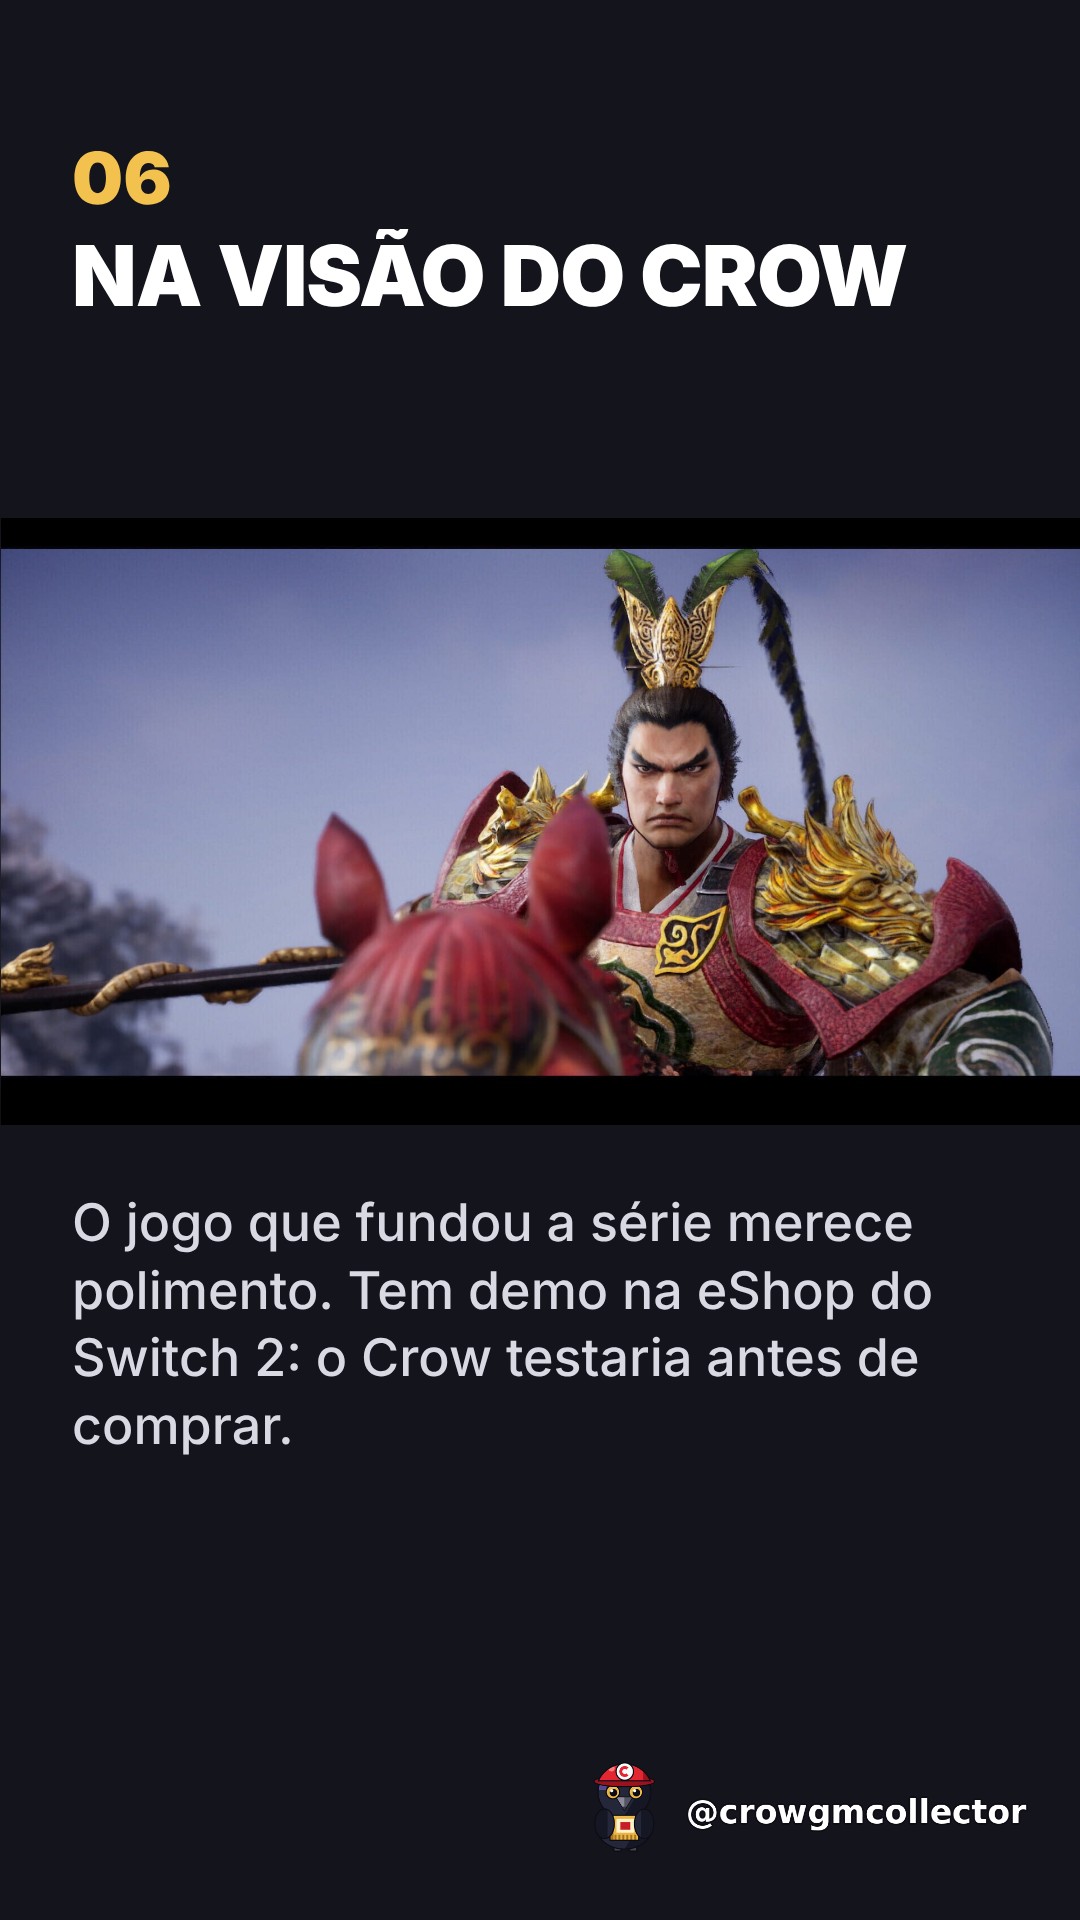 06
NA VISÃO DO CROW
O jogo que fundou a série merece
polimento. Tem demo na eShop do
Switch 2: o Crow testaria antes de
comprar.
C
@crowgmcollector